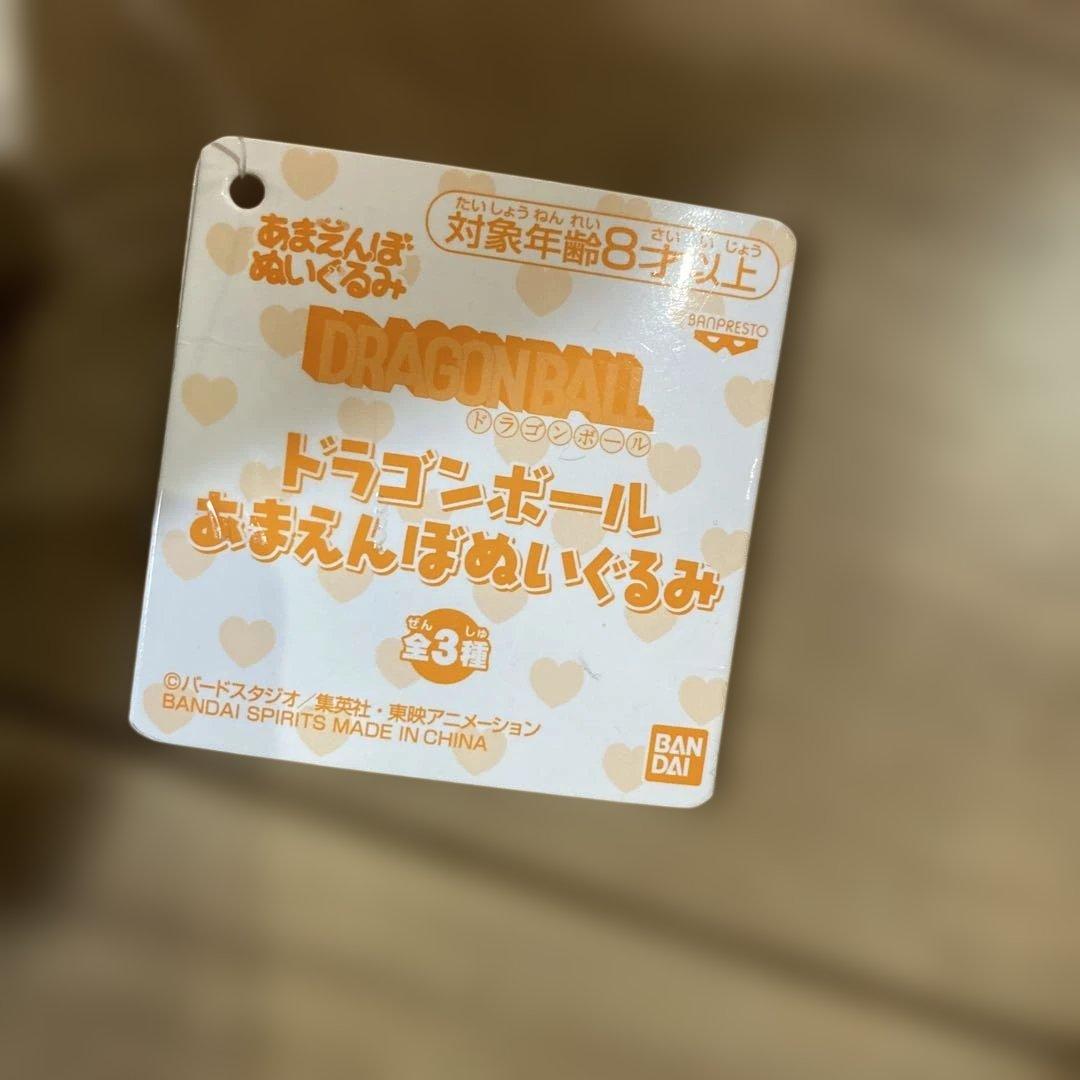 あまえんぼ
ぬいぐるみ
たいしょうねんれい さい い じょう
対象年齢8才以上
BANPRESTO
DRAGON BALL
ドラゴンボール
ドラゴンボール
あまえんぼぬいぐるみ
ぜん しゅ
全3種
©バードスタジオ/集英社・東映アニメーション
BANDAI SPIRITS MADE IN CHINA
BAN
DAI